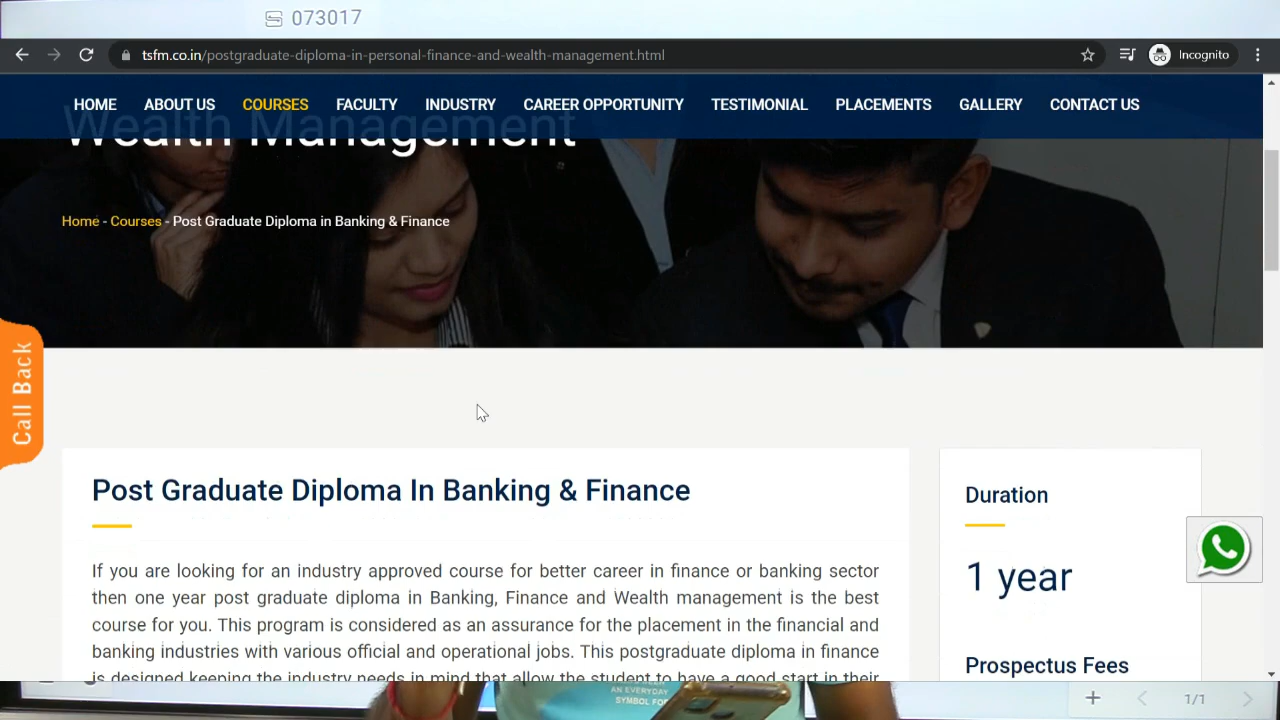 073017
tsfm.co.in/postgraduate-diploma-in-personal-finance-and-wealth-management.html
Incognito
HOME ABOUT US COURSES FACULTY INDUSTRY CAREER OPPORTUNITY TESTIMONIAL PLACEMENTS GALLERY CONTACT US
Wealth Management
Home - Courses - Post Graduate Diploma in Banking & Finance
Call Back
Post Graduate Diploma In Banking & Finance
If you are looking for an industry approved course for better career in finance or banking sector
then one year post graduate diploma in Banking, Finance and Wealth management is the best
course for you. This program is considered as an assurance for the placement in the financial and
banking industries with various official and operational jobs. This postgraduate diploma in finance
is designed keeping the industry needs in mind that allow the student to have a good start in their
Duration
1 year
Prospectus Fees
AN EVERYDAY
SYMBOL FO
1/1